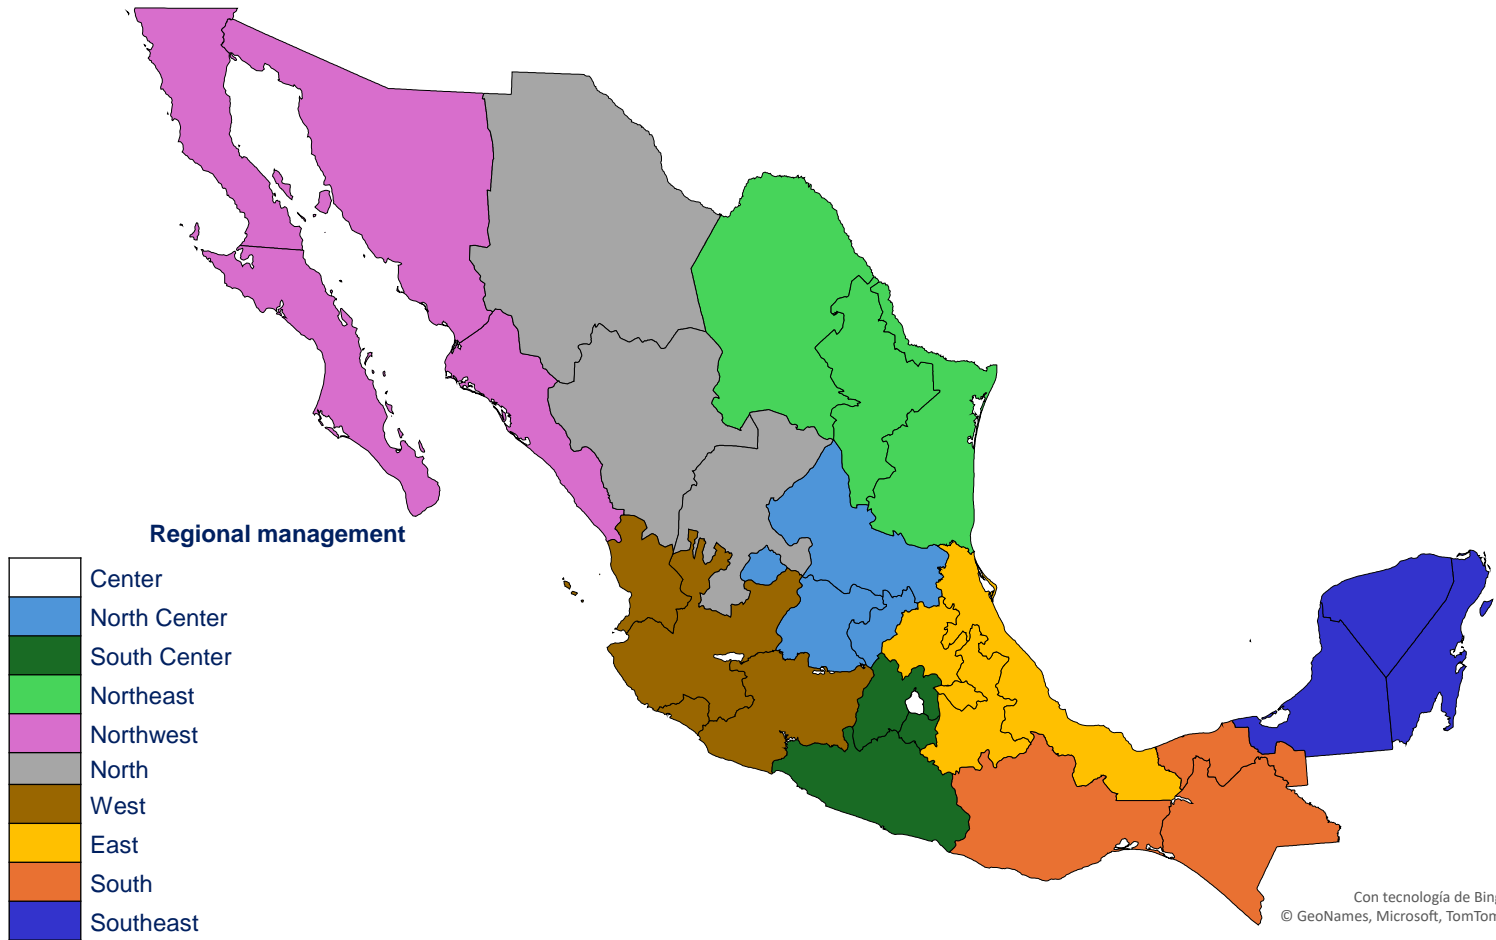 Regional management
Center
North Center
South Center
Northeast
Northwest
North
West
East
South
Southeast
Con tecnología de Bing
© GeoNames, Microsoft, TomTom